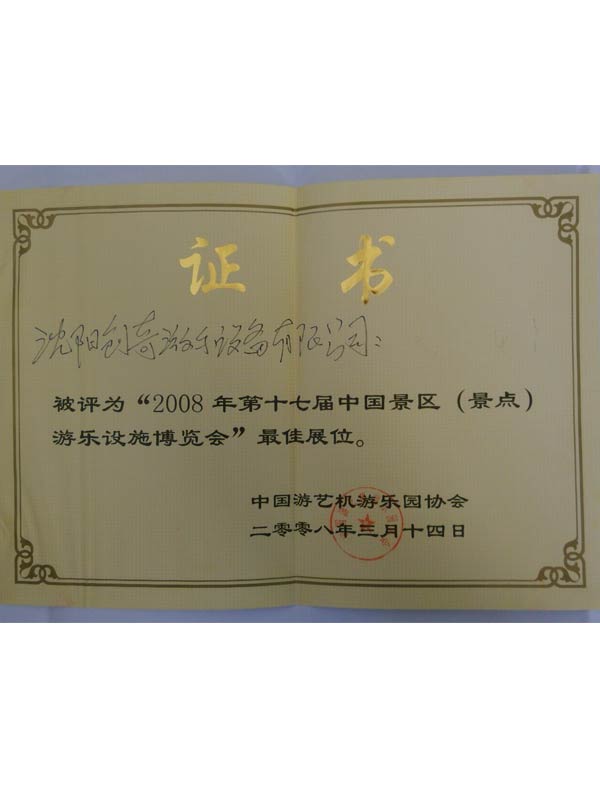 证书
沈阳创奇游乐设备有限公司：
被评为“2008年第十七届中国景区（景点）
游乐设施博览会”最佳展位。
中国游艺机游乐园协会
二零零八年三月十四日